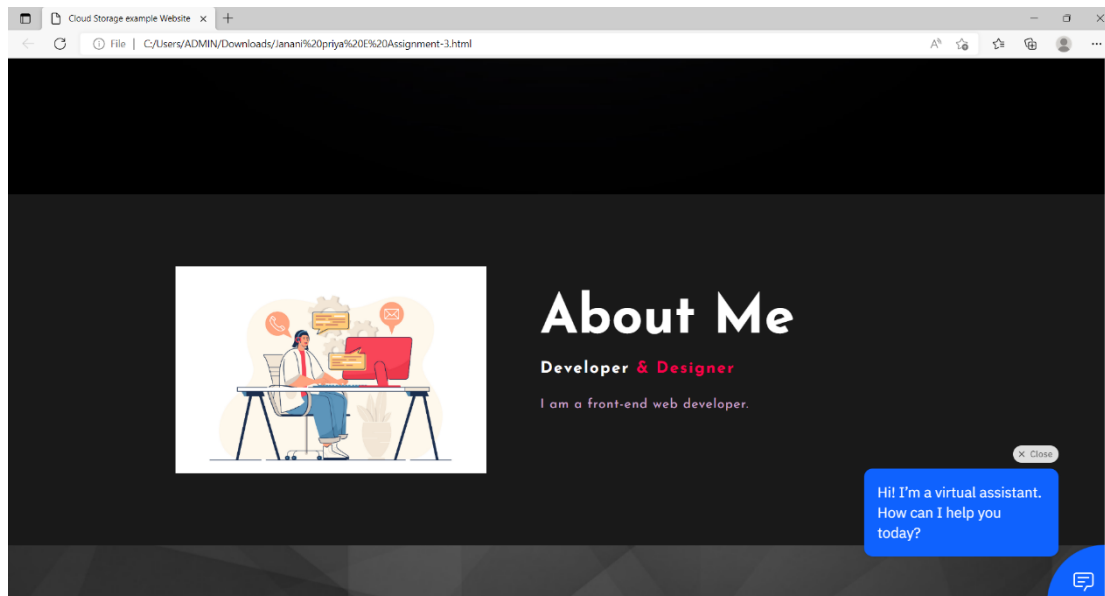 Cloud Storage example Website
File | C:/Users/ADMIN/Downloads/Janani%20priya%20E%20Assignment-3.html
About Me
Developer & Designer
I am a front-end web developer.
× Close
Hi! I'm a virtual assistant.
How can I help you
today?